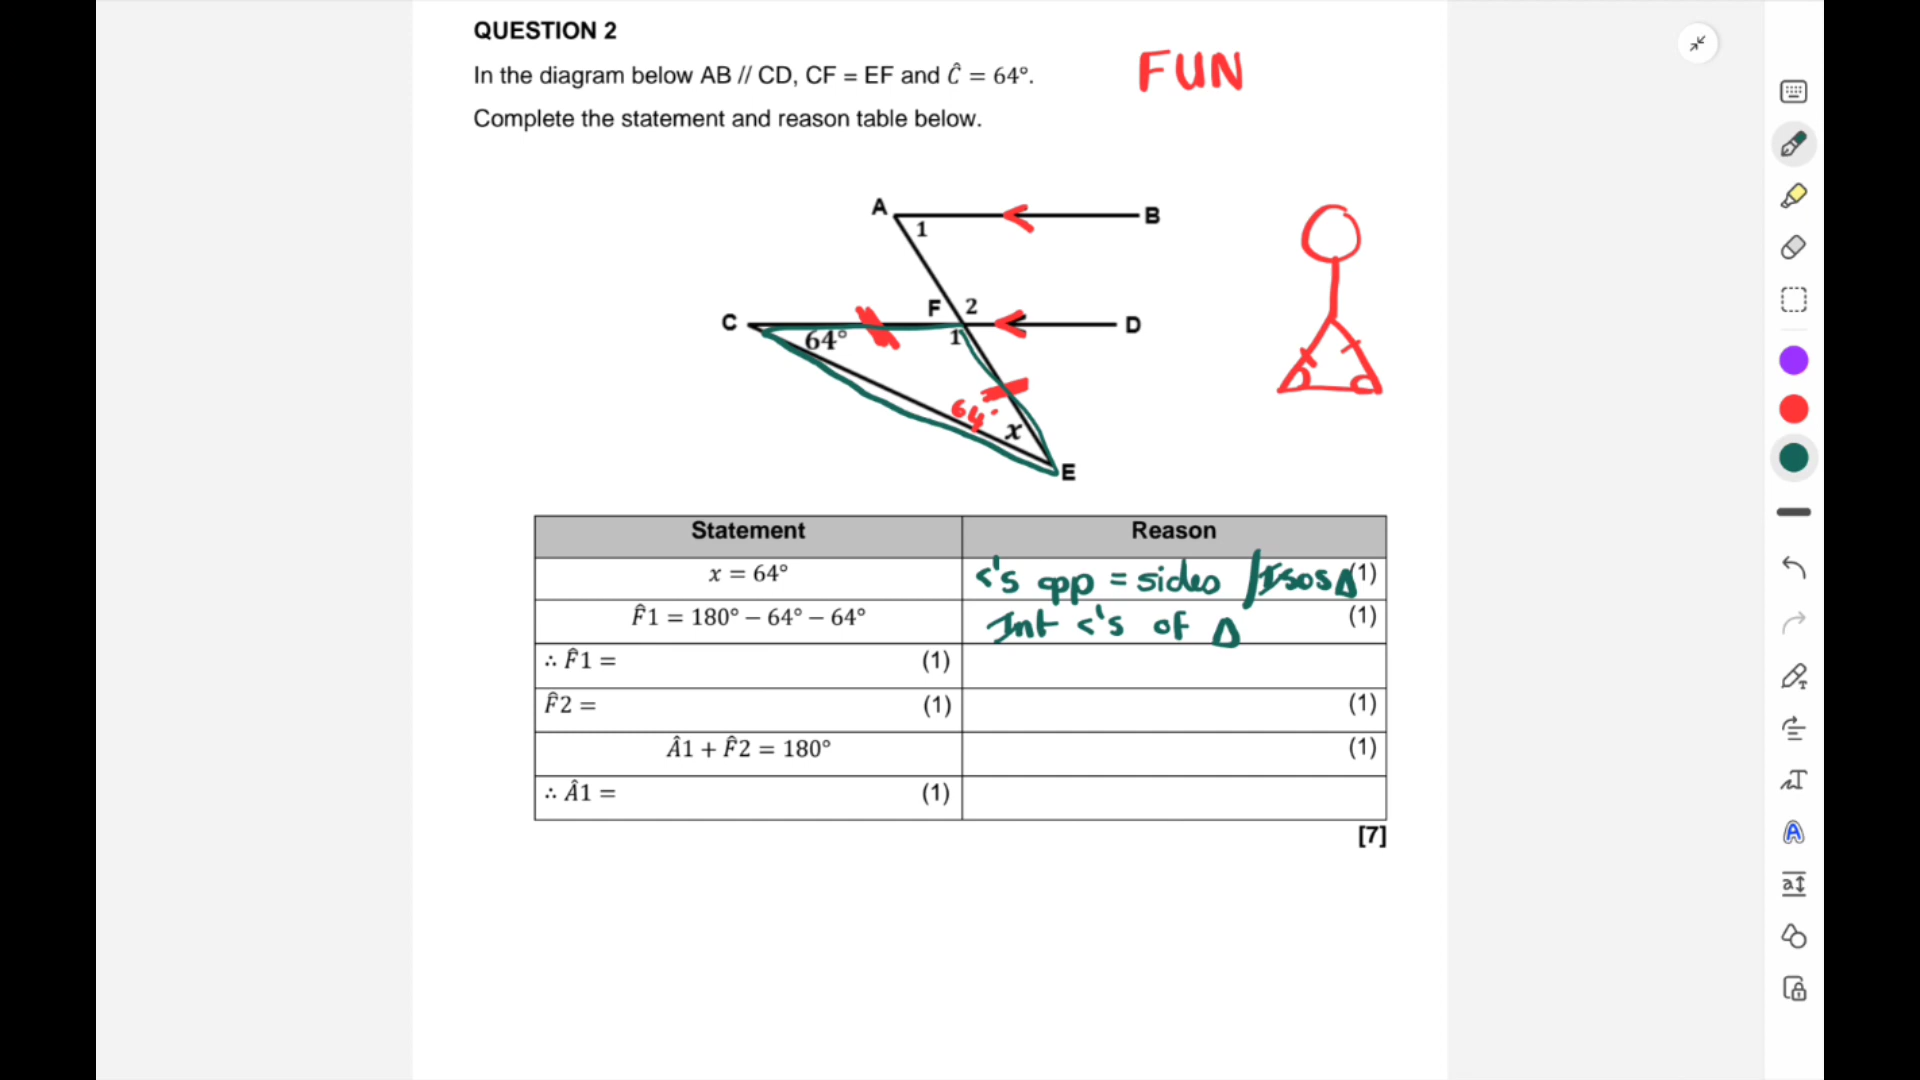 QUESTION 2
In the diagram below AB // CD, CF = EF and Ĉ = 64°.
FUN
Complete the statement and reason table below.
A
B
1
F 2
C
D
64°
1
64°
x
E
Statement Reason
x = 64° <'s opp = sides / Isos Δ (1)
F̂1 = 180° – 64° – 64° Int <'s of Δ (1)
∴ F̂1 = (1)
F̂2 = (1) (1)
Â1 + F̂2 = 180° (1)
∴ Â1 = (1)
[7]